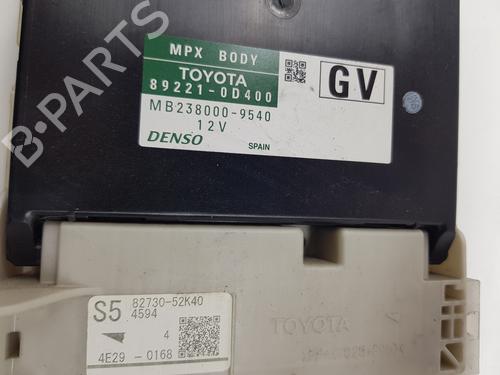 MPX BODY
TOYOTA
89221-0D400
GV
MB238000-9540
12V
DENSO
SPAIN
S5
82730-52K40
4594
4
4E29 - 0168
TOYOTA
B-PARTS